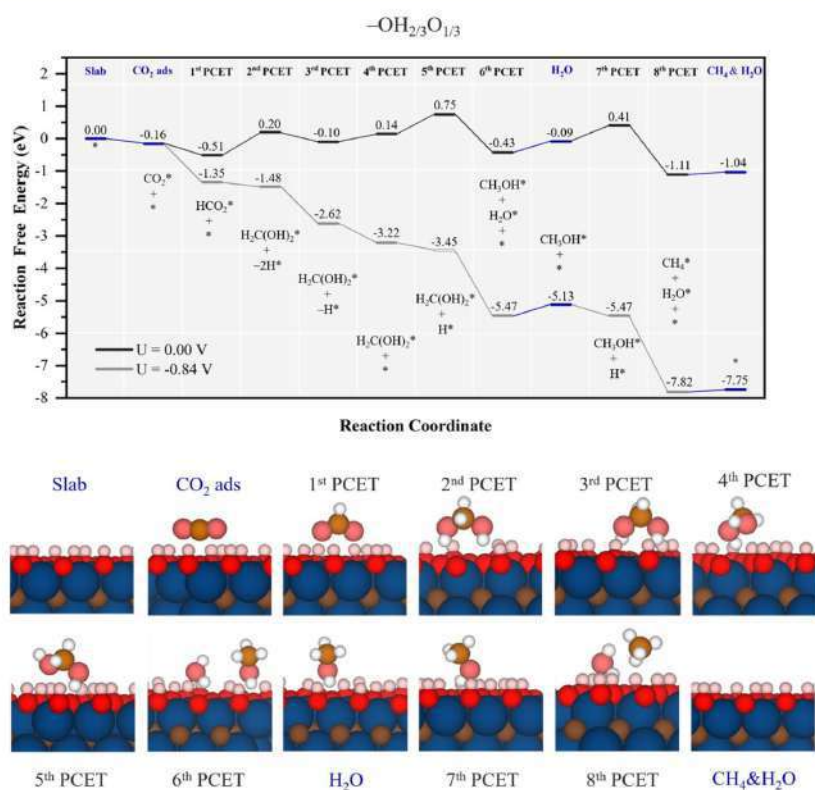 –OH2/3O1/3
Slab CO2 ads 1st PCET 2nd PCET 3rd PCET 4th PCET 5th PCET 6th PCET H2O 7th PCET 8th PCET CH4 & H2O
Reaction Free Energy (eV)
2
1
0
-1
-2
-3
-4
-5
-6
-7
-8
0.00 -0.16 -0.51 0.20 -0.10 0.14 0.75 -0.43 -0.09 0.41 -1.11 -1.04
-1.35 -1.48 -2.62 -3.22 -3.45 -5.47 -5.13 -5.47 -7.82 -7.75
*
CO2*
+
*
HCO2*
+
*
H2C(OH)2*
+
–2H*
H2C(OH)2*
+
–H*
H2C(OH)2*
+
*
H2C(OH)2*
+
H*
CH3OH*
+
H2O*
+
*
CH3OH*
+
*
CH3OH*
+
H*
CH4*
+
H2O*
+
*
*
U = 0.00 V
U = -0.84 V
Reaction Coordinate
Slab CO2 ads 1st PCET 2nd PCET 3rd PCET 4th PCET
5th PCET 6th PCET H2O 7th PCET 8th PCET CH4&H2O